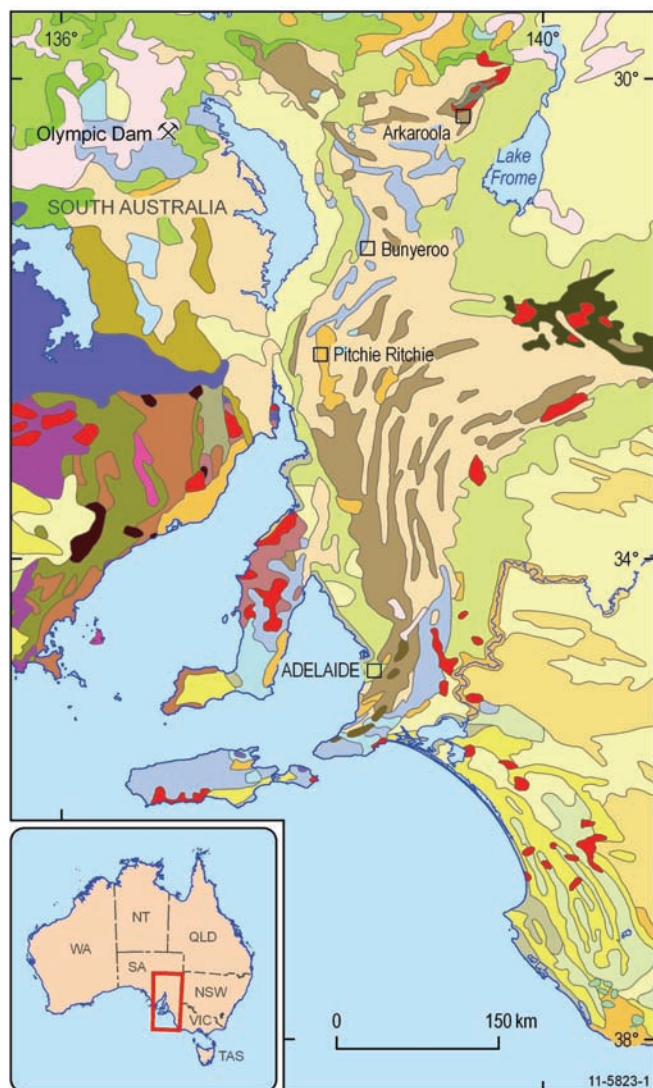 136°
140°
30°
Olympic Dam
Arkaroola
Lake
Frome
SOUTH AUSTRALIA
Bunyeroo
Pitchie Ritchie
34°
ADELAIDE
NT
QLD
WA
SA
NSW
VIC
TAS
0
150 km
38°
11-5823-1